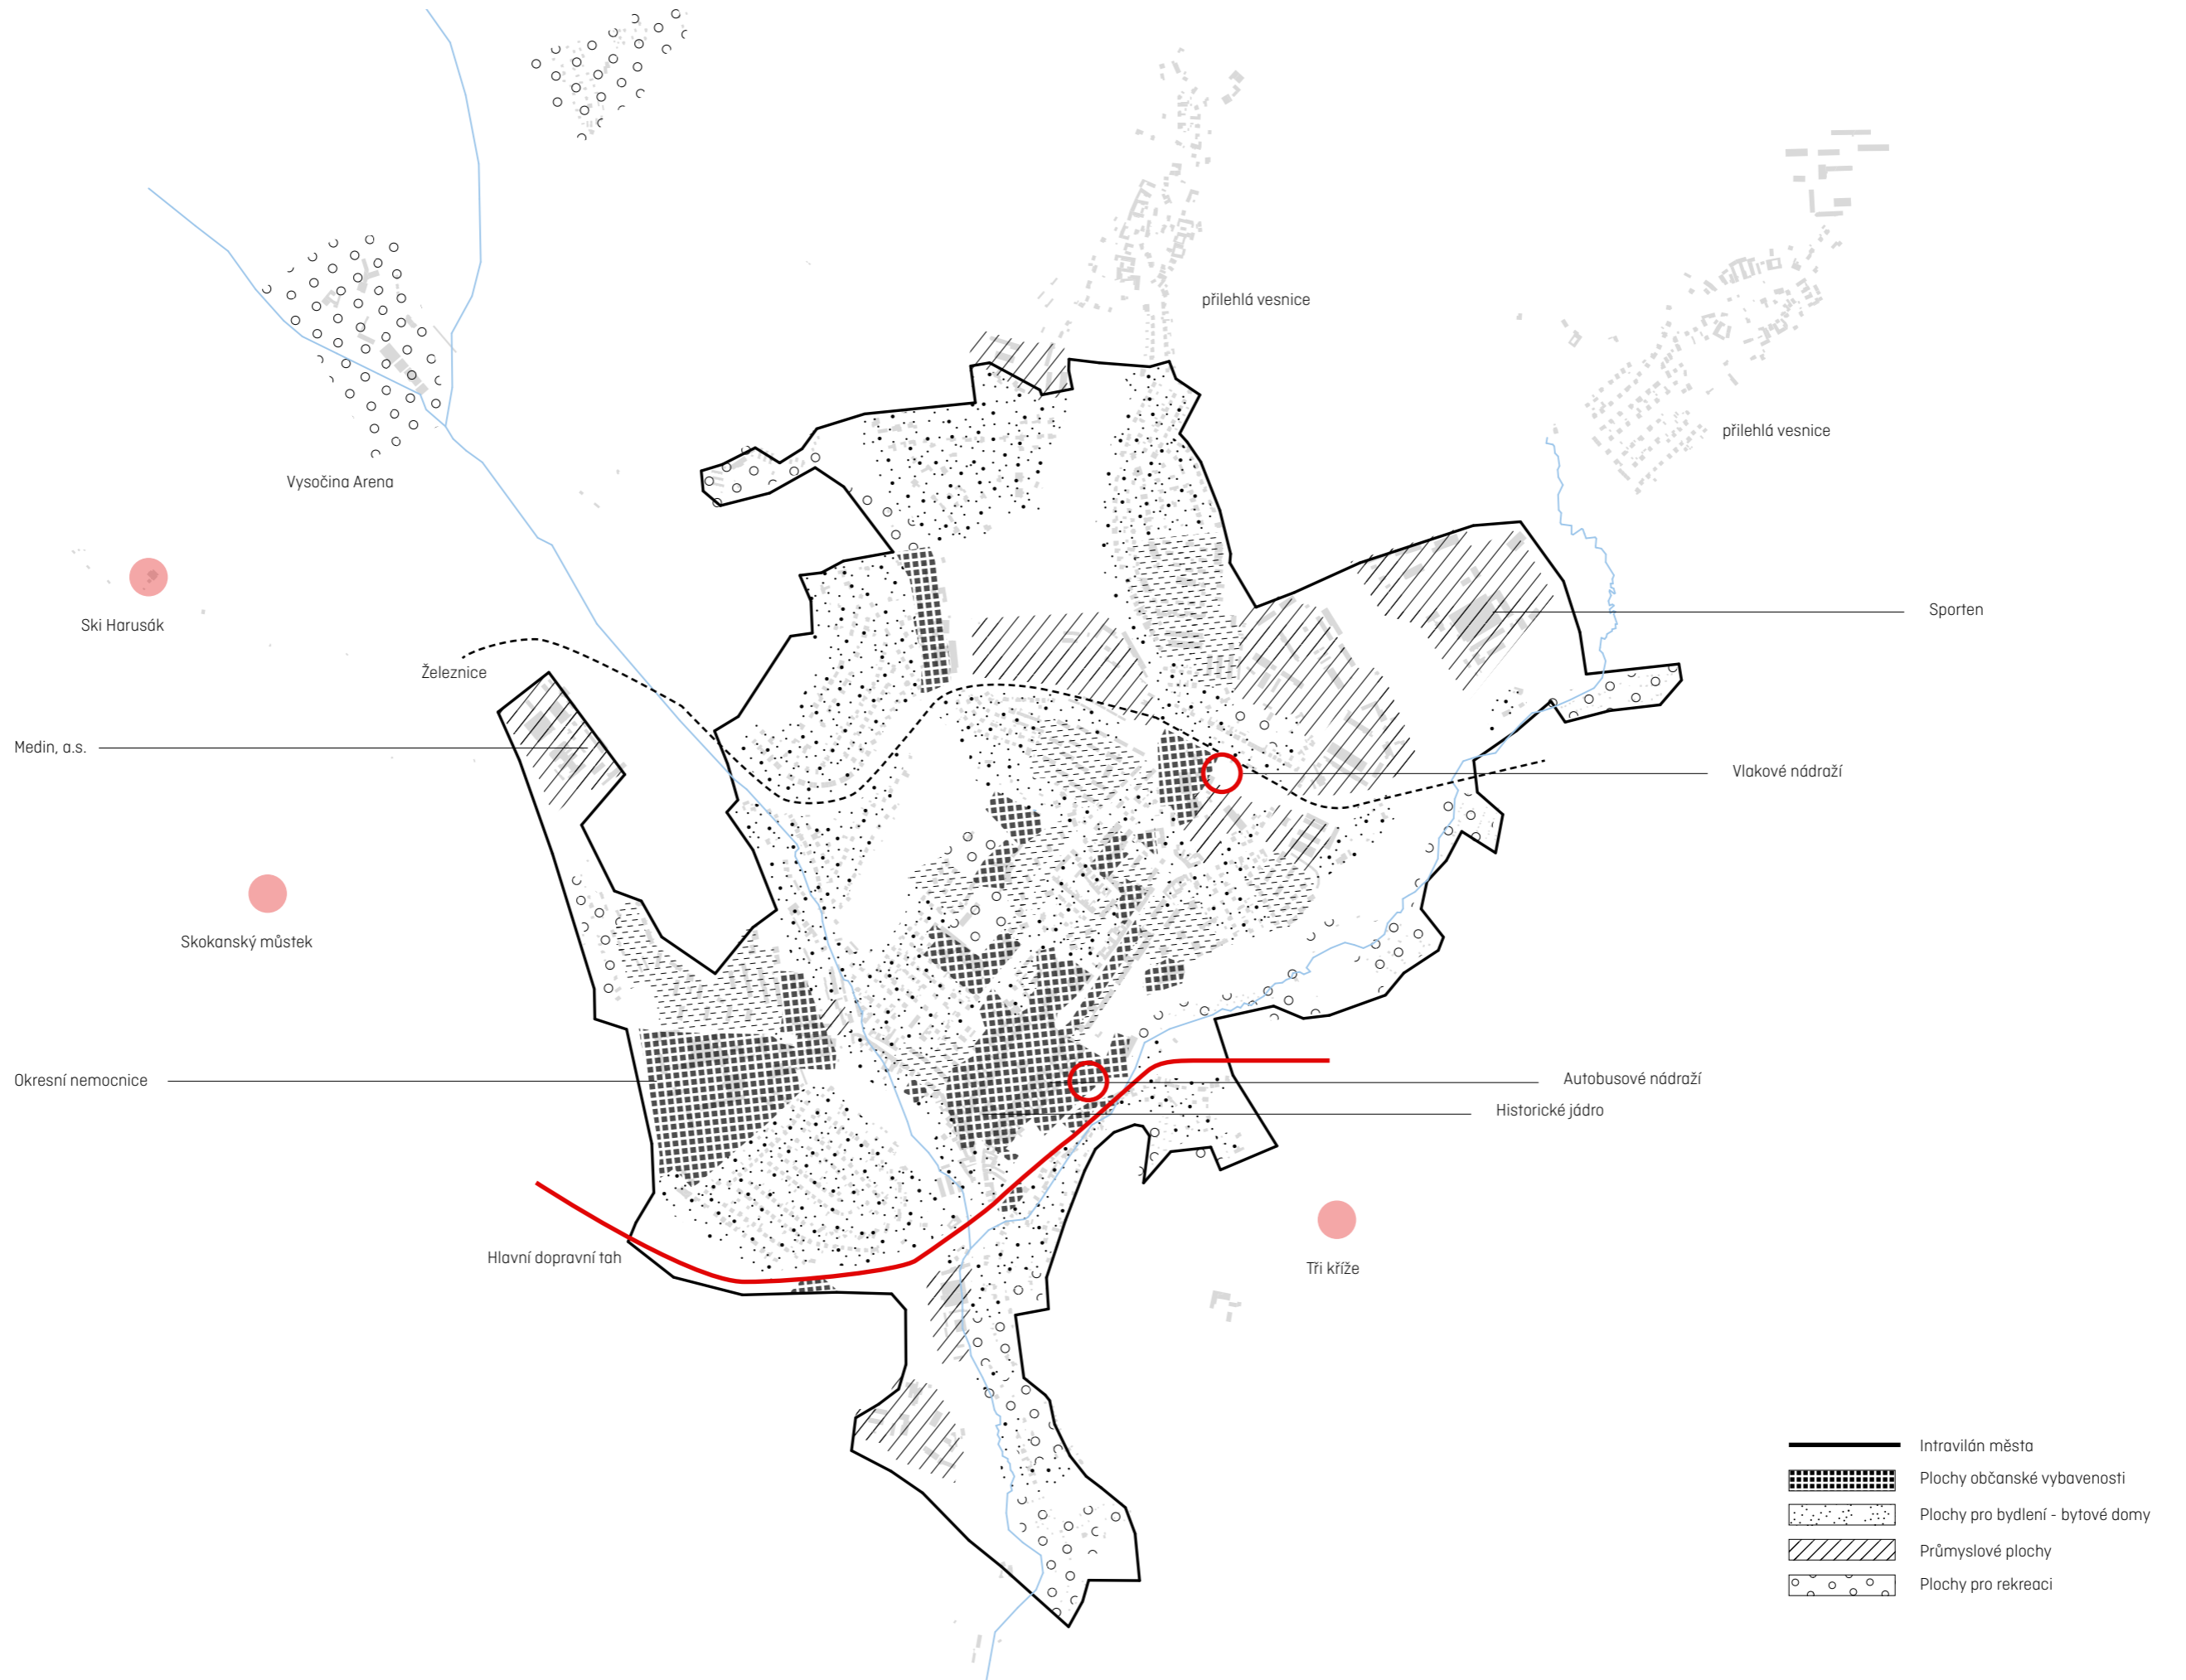 přilehlá vesnice
přilehlá vesnice
Vysočina Arena
Ski Harusák
Sporten
Železnice
Medin, a.s.
Vlakové nádraží
Skokanský můstek
Okresní nemocnice
Autobusové nádraží
Historické jádro
Hlavní dopravní tah
Tři kříže
Intravilán města
Plochy občanské vybavenosti
Plochy pro bydlení - bytové domy
Průmyslové plochy
Plochy pro rekreaci